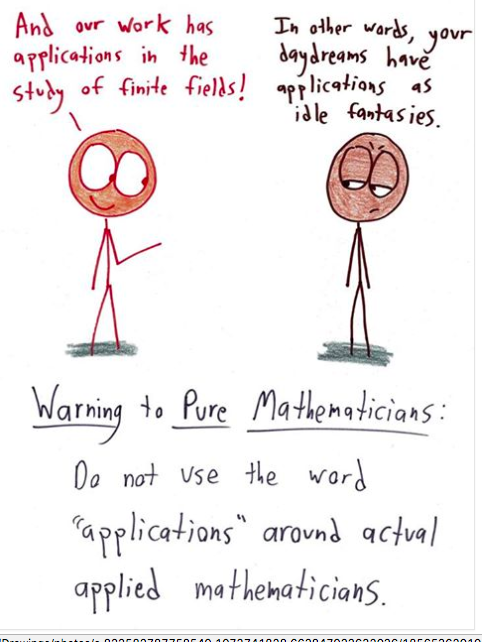 And our work has
applications in the
study of finite fields!
In other words, your
daydreams have
applications as
idle fantasies.
Warning to Pure Mathematicians:
Do not use the word
"applications" around actual
applied mathematicians.